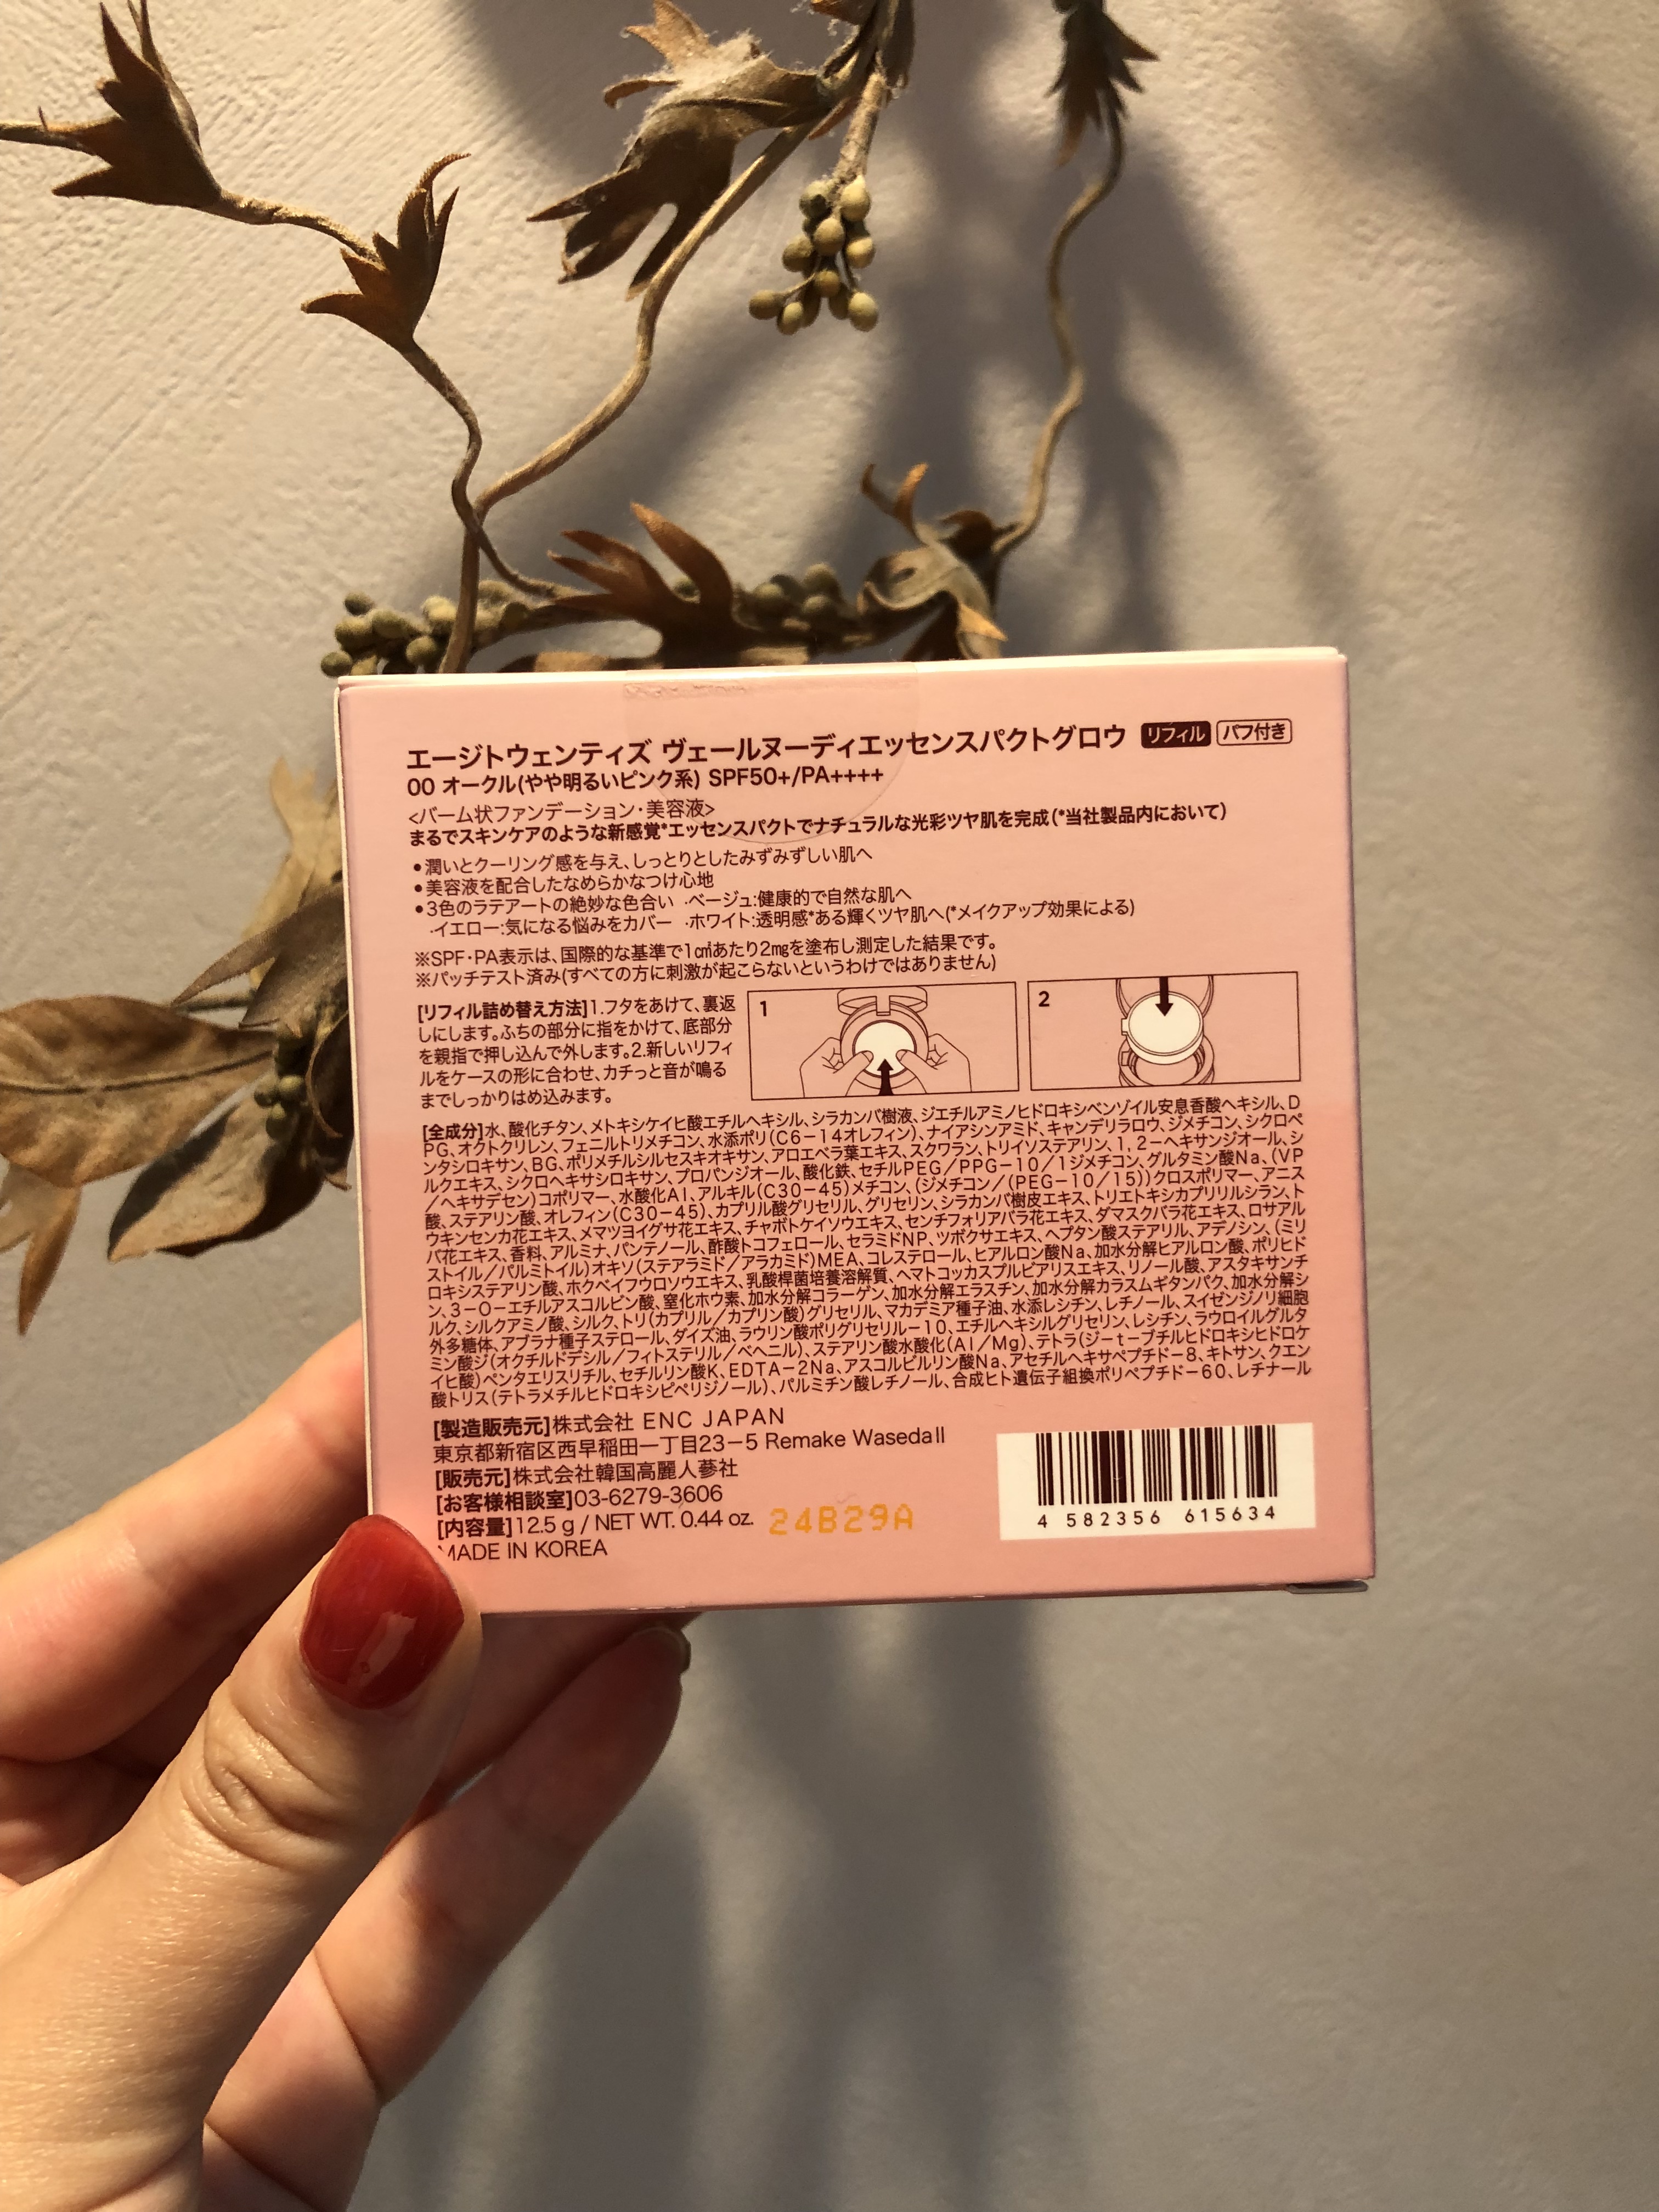 エージトウェンティズ ヴェールヌーディエッセンスパクトグロウ リフィル パフ付き
00 オークル(やや明るいピンク系) SPF50+/PA++++
<バーム状ファンデーション・美容液>
まるでスキンケアのような新感覚*エッセンスパクトでナチュラルな光彩ツヤ肌を完成(*当社製品内において)
●潤いとクーリング感を与え、しっとりとしたみずみずしい肌へ
●美容液を配合したなめらかなつけ心地
●3色のラテアートの絶妙な色合い ·ベージュ:健康的で自然な肌へ
·イエロー:気になる悩みをカバー ·ホワイト:透明感*ある輝くツヤ肌へ(*メイクアップ効果による)
※SPF・PA表示は、国際的な基準で1㎠あたり2㎎を塗布し測定した結果です。
※パッチテスト済み(すべての方に刺激が起こらないというわけではありません)
[リフィル詰め替え方法]1.フタをあけて、裏返
しにします。ふちの部分に指をかけて、底部分
を親指で押し込んで外します。2.新しいリフィ
ルをケースの形に合わせ、カチっと音が鳴る
までしっかりはめ込みます。
1
2
[全成分]水、酸化チタン、メトキシケイヒ酸エチルヘキシル、シラカンバ樹液、ジエチルアミノヒドロキシベンゾイル安息香酸ヘキシル、D
PG、オクトクリレン、フェニルトリメチコン、水添ポリ(C6-14オレフィン)、ナイアシンアミド、キャンデリラロウ、ジメチコン、シクロペ
ンタシロキサン、BG、ポリメチルシルセスキオキサン、アロエベラ葉エキス、スクワラン、トリイソステアリン、1,2-ヘキサンジオール、シ
ルクエキス、シクロヘキサシロキサン、プロパンジオール、酸化鉄、セチルPEG/PPG-10/1ジメチコン、グルタミン酸Na、(VP
/ヘキサデセン)コポリマー、水酸化Al、アルキル(C30-45)メチコン、(ジメチコン/(PEG-10/15))クロスポリマー、アニス
酸、ステアリン酸、オレフィン(C30-45)、カプリル酸グリセリル、グリセリン、シラカンバ樹皮エキス、トリエトキシカプリリルシラン、ト
ウキンセンカ花エキス、メマツヨイグサ花エキス、チャボトケイソウエキス、センチフォリアバラ花エキス、ダマスクバラ花エキス、ロサアル
バ花エキス、香料、アルミナ、パンテノール、酢酸トコフェロール、セラミドNP、ツボクサエキス、ヘプタン酸ステアリル、アデノシン、(ミリ
ストイル/パルミトイル)オキソ(ステアラミド/アラカミド)MEA、コレステロール、ヒアルロン酸Na、加水分解ヒアルロン酸、ポリヒド
ロキシステアリン酸、ホクベイフウロソウエキス、乳酸桿菌培養溶解質、ヘマトコッカスプルビアリスエキス、リノール酸、アスタキサンチ
ン、3-O-エチルアスコルビン酸、窒化ホウ素、加水分解コラーゲン、加水分解エラスチン、加水分解カラスムギタンパク、加水分解シ
ルク、シルクアミノ酸、シルク、トリ(カプリル/カプリン酸)グリセリル、マカデミア種子油、水添レシチン、レチノール、スイゼンジノリ細胞
外多糖体、アブラナ種子ステロール、ダイズ油、ラウリン酸ポリグリセリル-10、エチルヘキシルグリセリン、レシチン、ラウロイルグルタ
ミン酸ジ(オクチルドデシル/フィトステリル/ベヘニル)、ステアリン酸水酸化(Al/Mg)、テトラ(ジ-t-ブチルヒドロキシヒドロケ
イヒ酸)ペンタエリスリチル、セチルリン酸K、EDTA-2Na、アスコルビルリン酸Na、アセチルヘキサペプチド-8、キトサン、クエン
酸トリス(テトラメチルヒドロキシピペリジノール)、パルミチン酸レチノール、合成ヒト遺伝子組換ポリペプチド-60、レチナール
[製造販売元]株式会社 ENC JAPAN
東京都新宿区西早稲田一丁目23-5 Remake WasedaⅡ
[販売元]株式会社韓国高麗人蔘社
[お客様相談室]03-6279-3606
[内容量]12.5 g / NET WT. 0.44 oz. 24B29A
MADE IN KOREA
4 582356 615634